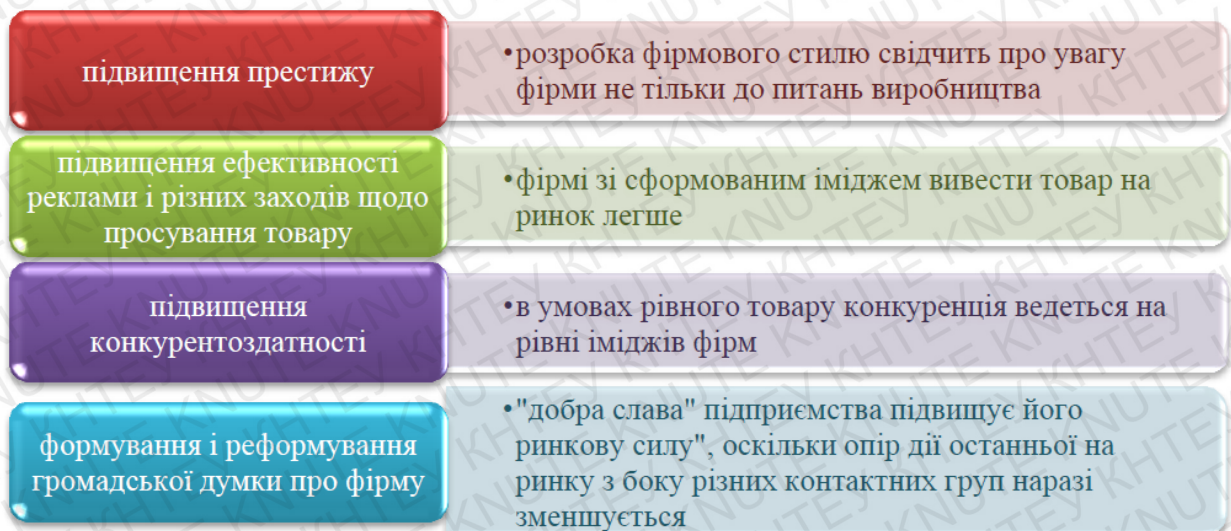 підвищення престижу
•розробка фірмового стилю свідчить про увагу
фірми не тільки до питань виробництва
підвищення ефективності
реклами і різних заходів щодо
просування товару
•фірмі зі сформованим іміджем вивести товар на
ринок легше
підвищення
конкурентоздатності
•в умовах рівного товару конкуренція ведеться на
рівні іміджів фірм
формування і реформування
громадської думки про фірму
•"добра слава" підприємства підвищує його
ринкову силу", оскільки опір дії останньої на
ринку з боку різних контактних груп наразі
зменшується